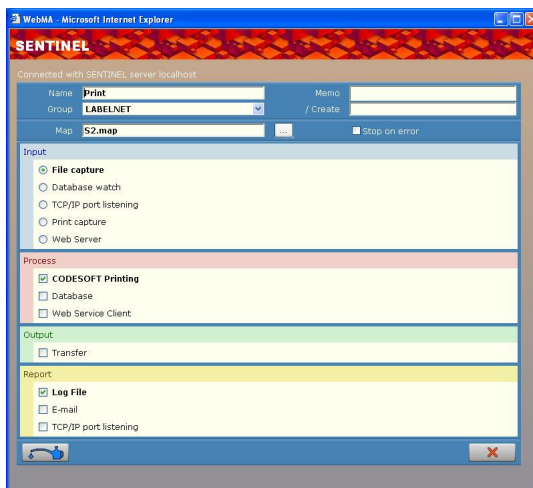 WebMA - Microsoft Internet Explorer
SENTINEL
Connected with SENTINEL server localhost
Name Print Memo
Group LABELNET / Create
Map S2.map ... Stop on error
Input
File capture
Database watch
TCP/IP port listening
Print capture
Web Server
Process
CODESOFT Printing
Database
Web Service Client
Output
Transfer
Report
Log File
E-mail
TCP/IP port listening